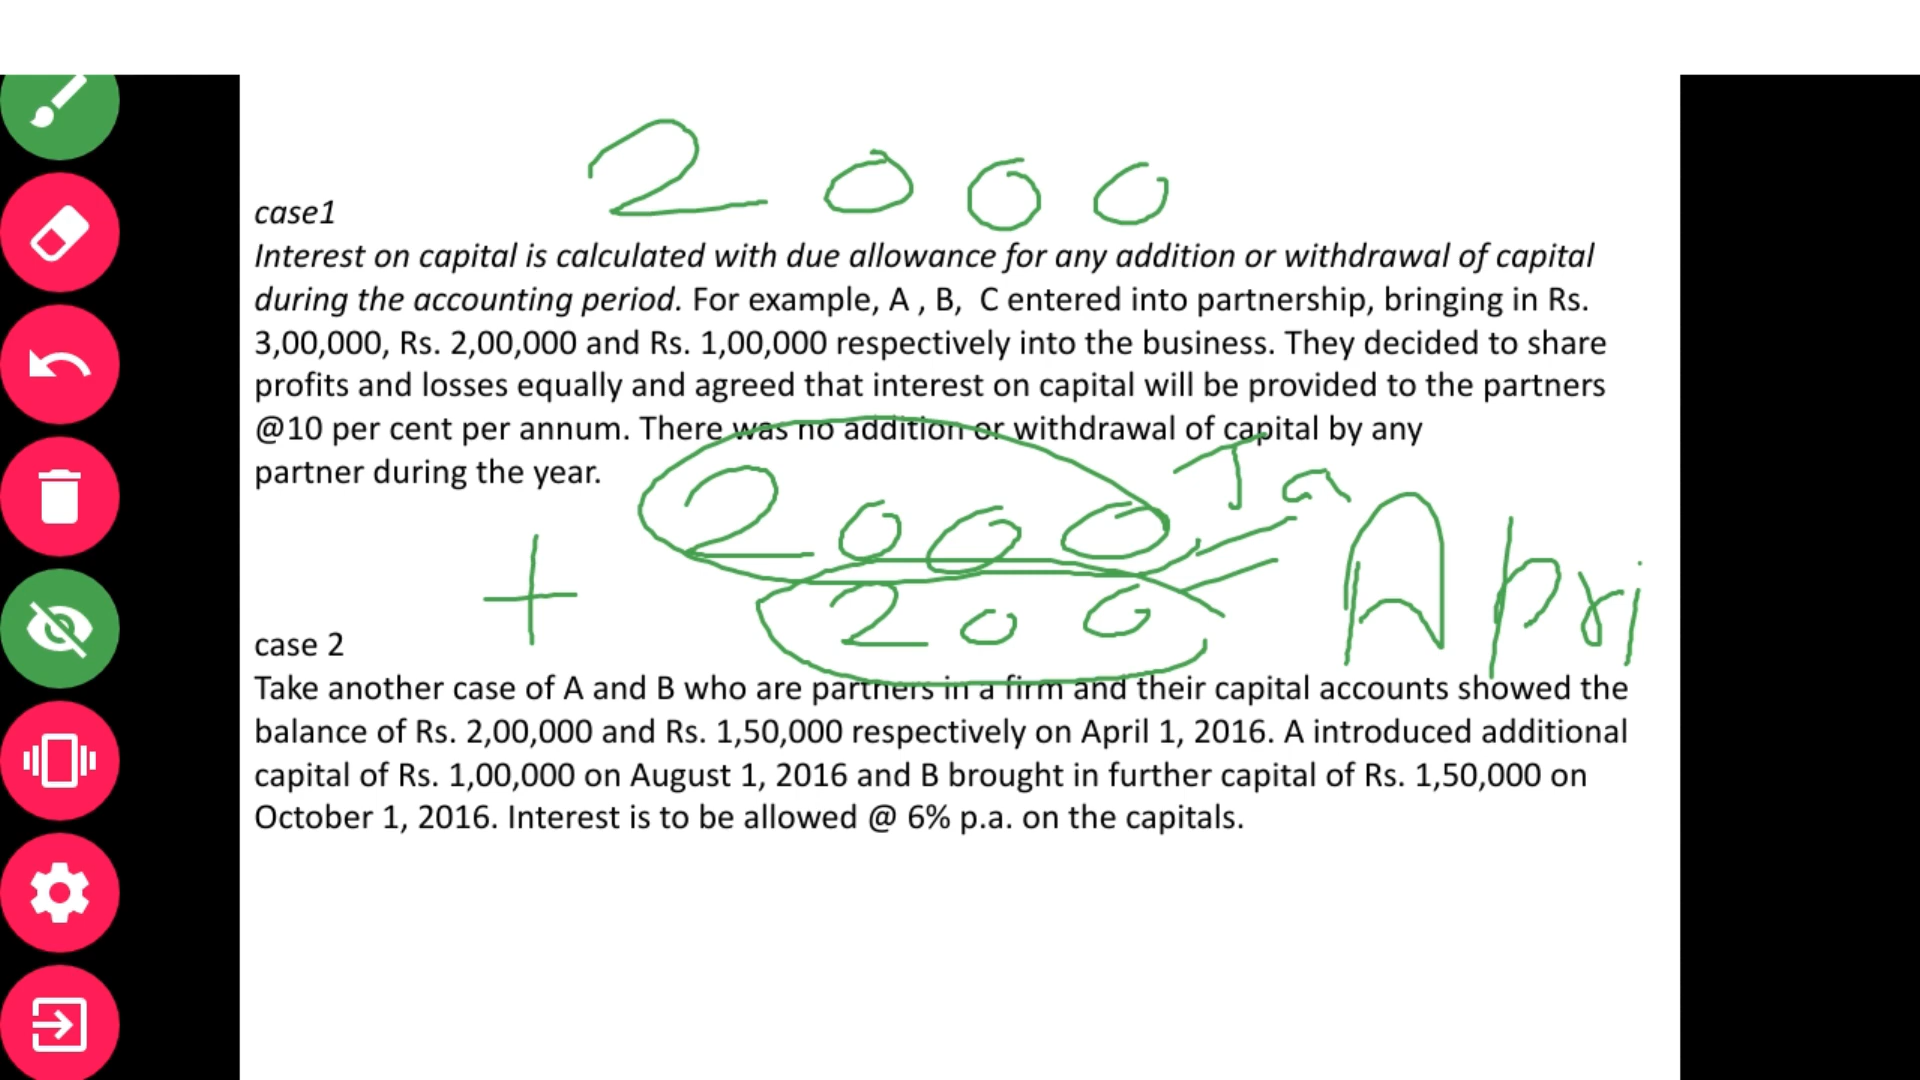 2000
case1
Interest on capital is calculated with due allowance for any addition or withdrawal of capital
during the accounting period. For example, A , B,  C entered into partnership, bringing in Rs.
3,00,000, Rs. 2,00,000 and Rs. 1,00,000 respectively into the business. They decided to share
profits and losses equally and agreed that interest on capital will be provided to the partners
@10 per cent per annum. There was no addition or withdrawal of capital by any
partner during the year.
2000 Ja
+ 200 Apri
case 2
Take another case of A and B who are partners in a firm and their capital accounts showed the
balance of Rs. 2,00,000 and Rs. 1,50,000 respectively on April 1, 2016. A introduced additional
capital of Rs. 1,00,000 on August 1, 2016 and B brought in further capital of Rs. 1,50,000 on
October 1, 2016. Interest is to be allowed @ 6% p.a. on the capitals.